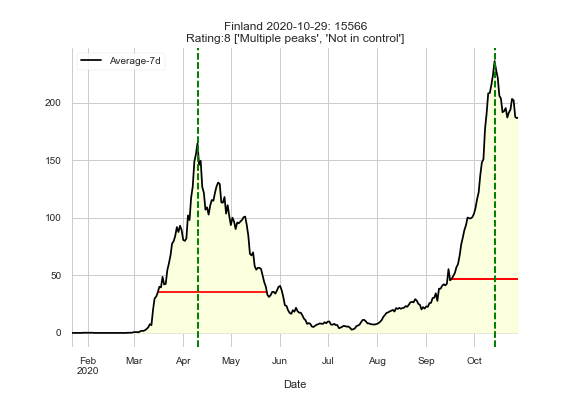 Finland 2020-10-29: 15566
Rating:8 ['Multiple peaks', 'Not in control']
Average-7d
200
150
100
50
0
Feb Mar Apr May Jun Jul Aug Sep Oct
2020
Date